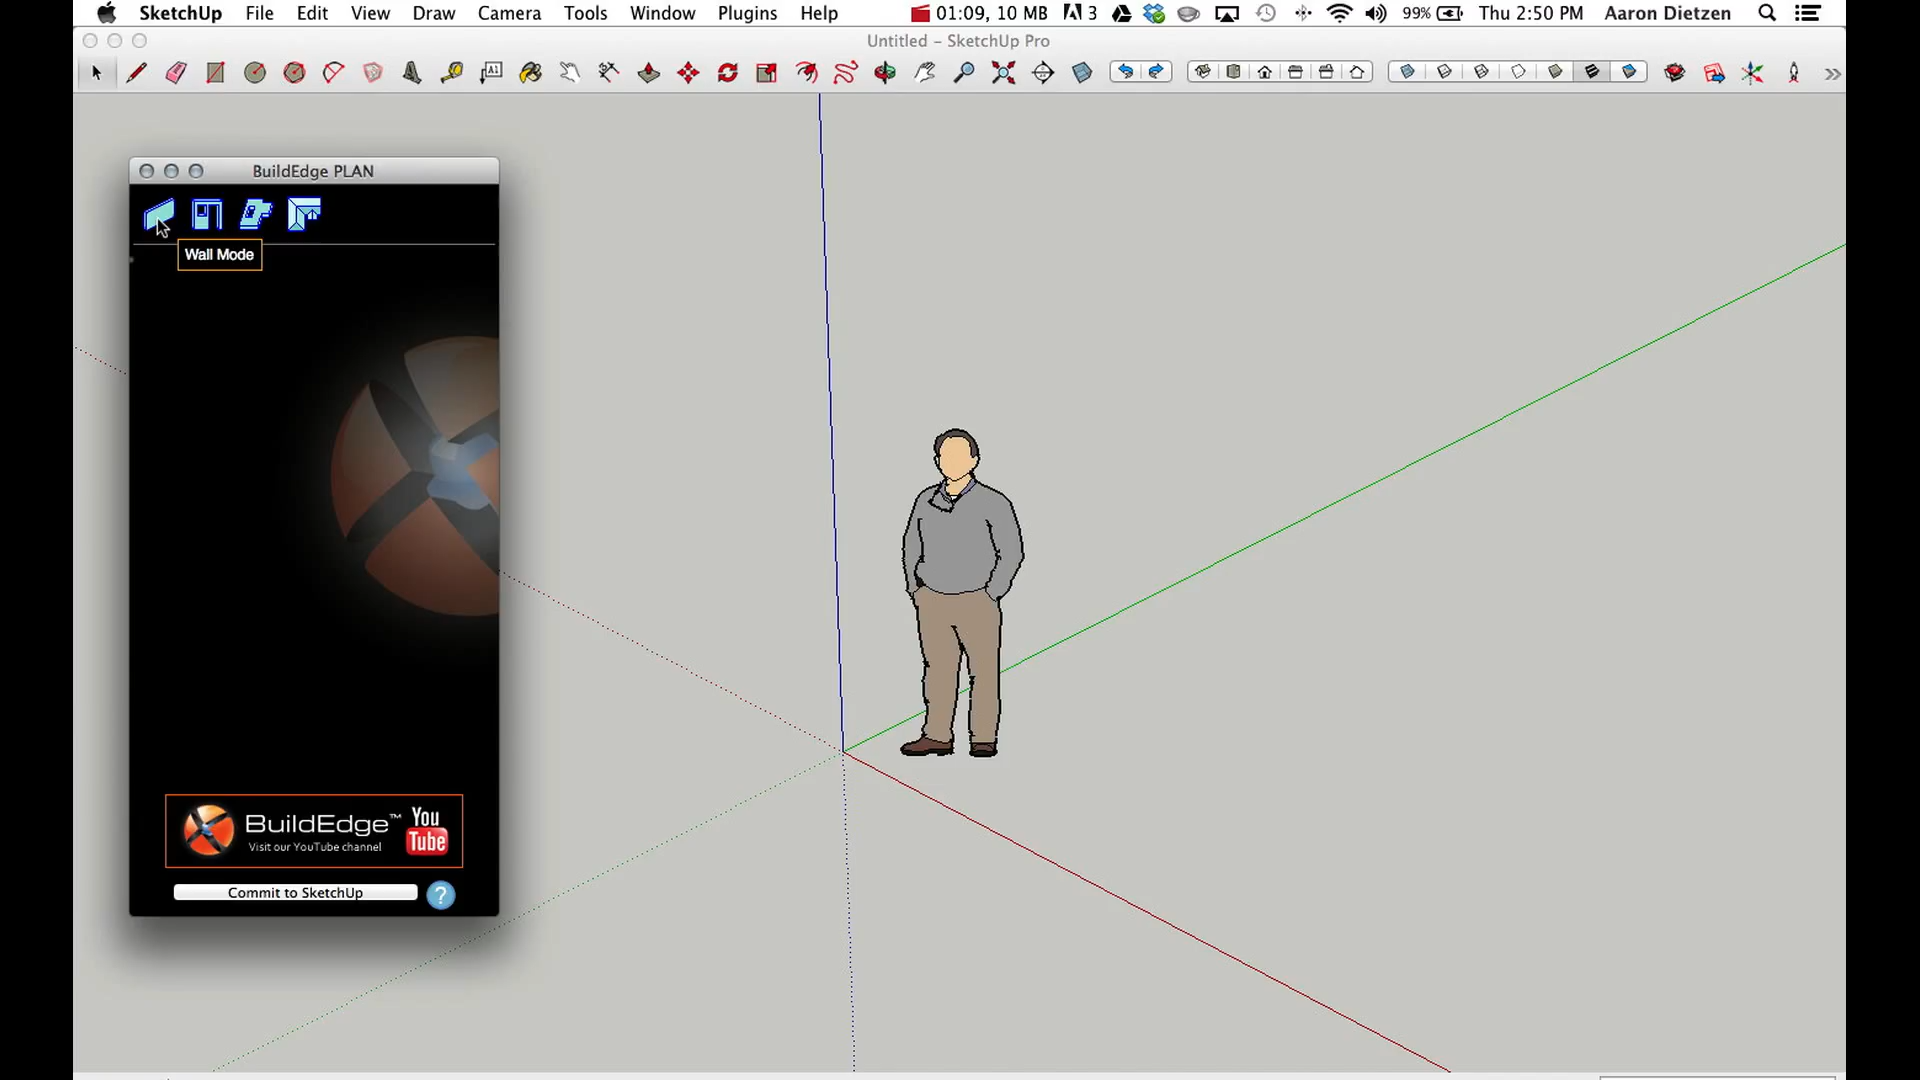 SketchUp File Edit View Draw Camera Tools Window Plugins Help 01:09, 10 MB 3 99% Thu 2:50 PM Aaron Dietzen
Untitled - SketchUp Pro
A1
BuildEdge PLAN
Wall Mode
BuildEdge™ You Tube
Visit our YouTube channel
Commit to SketchUp ?